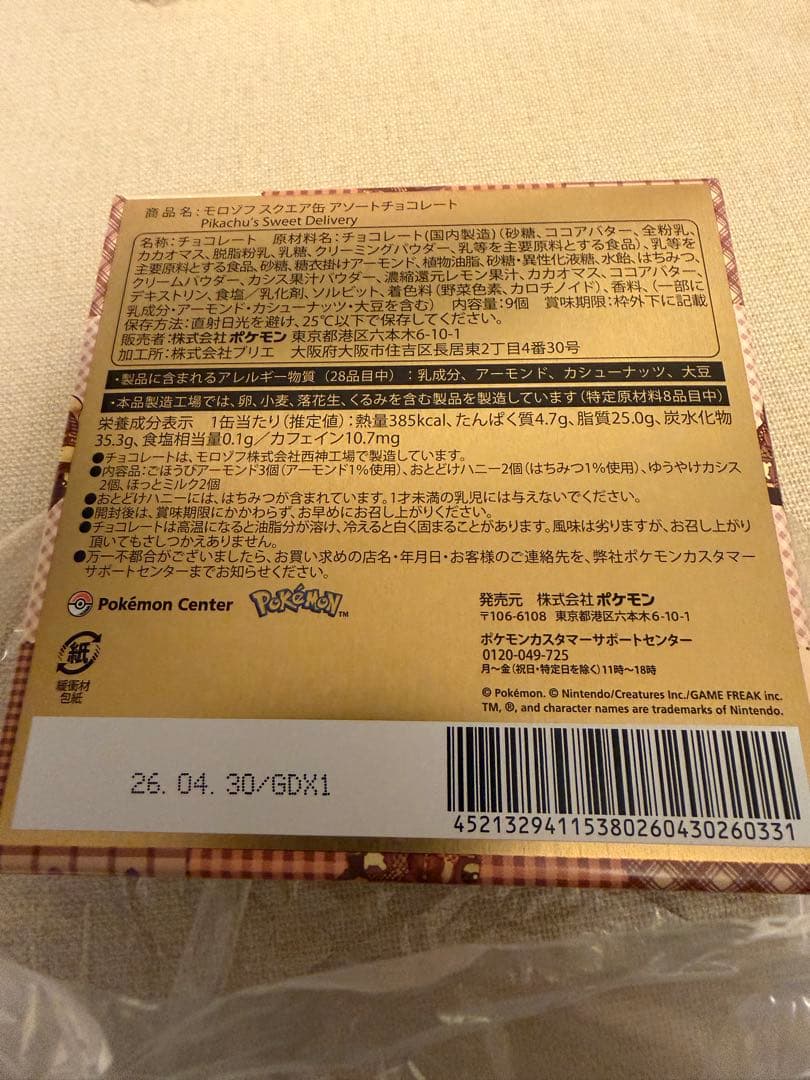 商品名：モロゾフ スクエア缶 アソートチョコレート
Pikachu's Sweet Delivery
名称：チョコレート　原材料名：チョコレート(国内製造)（砂糖、ココアバター、全粉乳、
カカオマス、脱脂粉乳、乳糖、クリーミングパウダー、乳等を主要原料とする食品）、乳等を
主要原料とする食品、砂糖、糖衣掛けアーモンド、植物油脂、砂糖・異性化液糖、水飴、はちみつ、
クリームパウダー、カシス果汁パウダー、濃縮還元レモン果汁、カカオマス、ココアバター、
デキストリン、食塩／乳化剤、ソルビット、着色料（野菜色素、カロチノイド）、香料、（一部に
乳成分・アーモンド・カシューナッツ・大豆を含む）　内容量：9個　賞味期限：枠外下に記載
保存方法：直射日光を避け、25℃以下で保存してください。
販売者：株式会社ポケモン 東京都港区六本木6-10-1
加工所：株式会社プリエ　大阪府大阪市住吉区長居東2丁目4番30号
・製品に含まれるアレルギー物質（28品目中）：乳成分、アーモンド、カシューナッツ、大豆
・本品製造工場では、卵、小麦、落花生、くるみを含む製品を製造しています（特定原材料8品目中）
栄養成分表示　1缶当たり（推定値）：熱量385kcal、たんぱく質4.7g、脂質25.0g、炭水化物
35.3g、食塩相当量0.1g／カフェイン10.7mg
●チョコレートは、モロゾフ株式会社西神工場で製造しています。
●内容品：ごほうびアーモンド3個（アーモンド1％使用）、おとどけハニー2個（はちみつ1％使用）、ゆうやけカシス
2個、ほっとミルク2個
●おとどけハニーには、はちみつが含まれています。1才未満の乳児には与えないでください。
●開封後は、賞味期限にかかわらず、お早めにお召し上がりください。
●チョコレートは高温になると油脂分が溶け、冷えると白く固まることがあります。風味は劣りますが、お召し上がり
頂いてもさしつかえありません。
●万一不都合がございましたら、お買い求めの店名・年月日・お客様のご連絡先を、弊社ポケモンカスタマー
サポートセンターまでお知らせください。
Pokémon Center POKéMON TM
発売元　株式会社ポケモン
〒106-6108　東京都港区六本木6-10-1
ポケモンカスタマーサポートセンター
0120-049-725
月～金（祝日・特定日を除く）11時～18時
紙
緩衝材
包紙
© Pokémon. © Nintendo/Creatures Inc./GAME FREAK inc.
TM, ®, and character names are trademarks of Nintendo.
26. 04. 30/GDX1
4521329411538026043026​0331